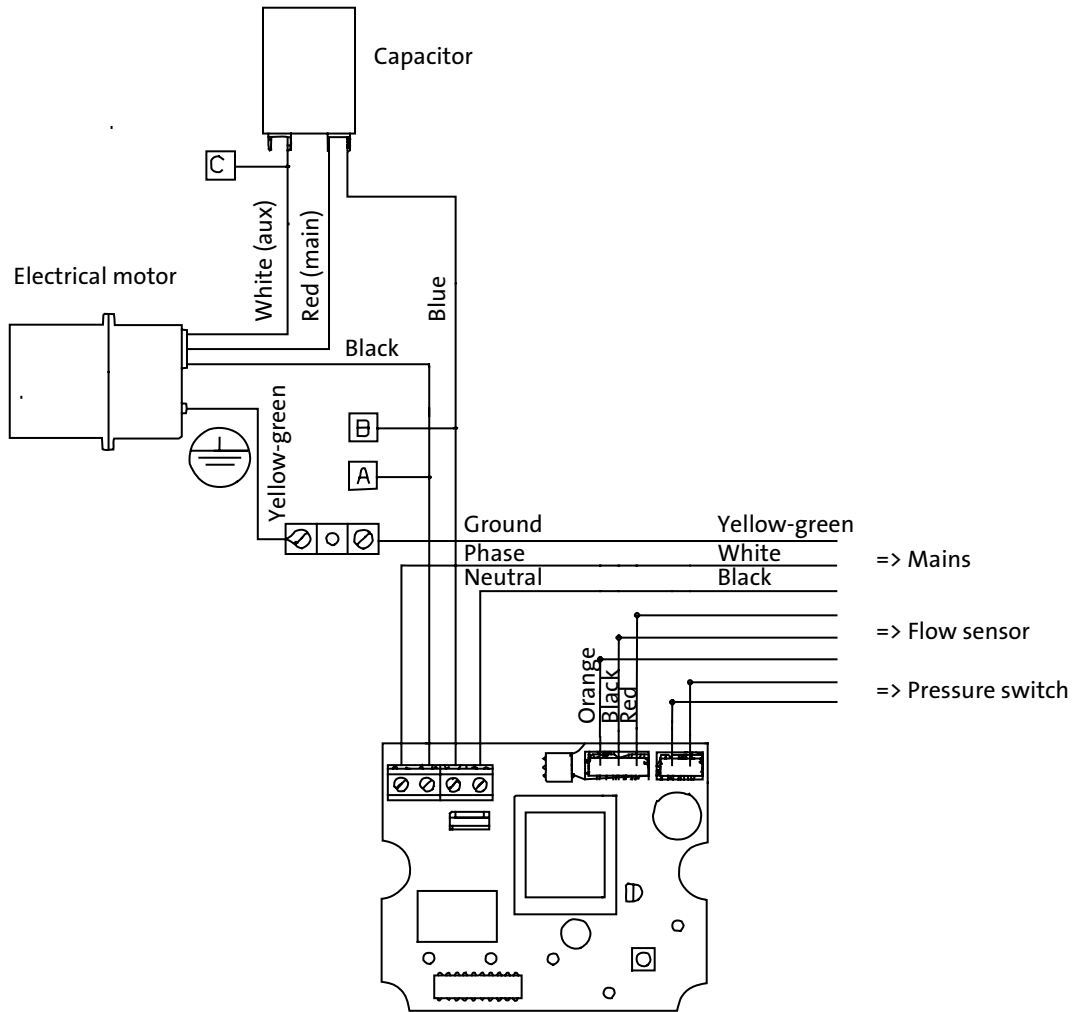 Capacitor
C
White (aux)
Red (main)
Electrical motor
Blue
Black
B
Yellow-green
A
Ground Yellow-green
Phase White
=> Mains
Neutral Black
=> Flow sensor
Orange
Black
Red
=> Pressure switch